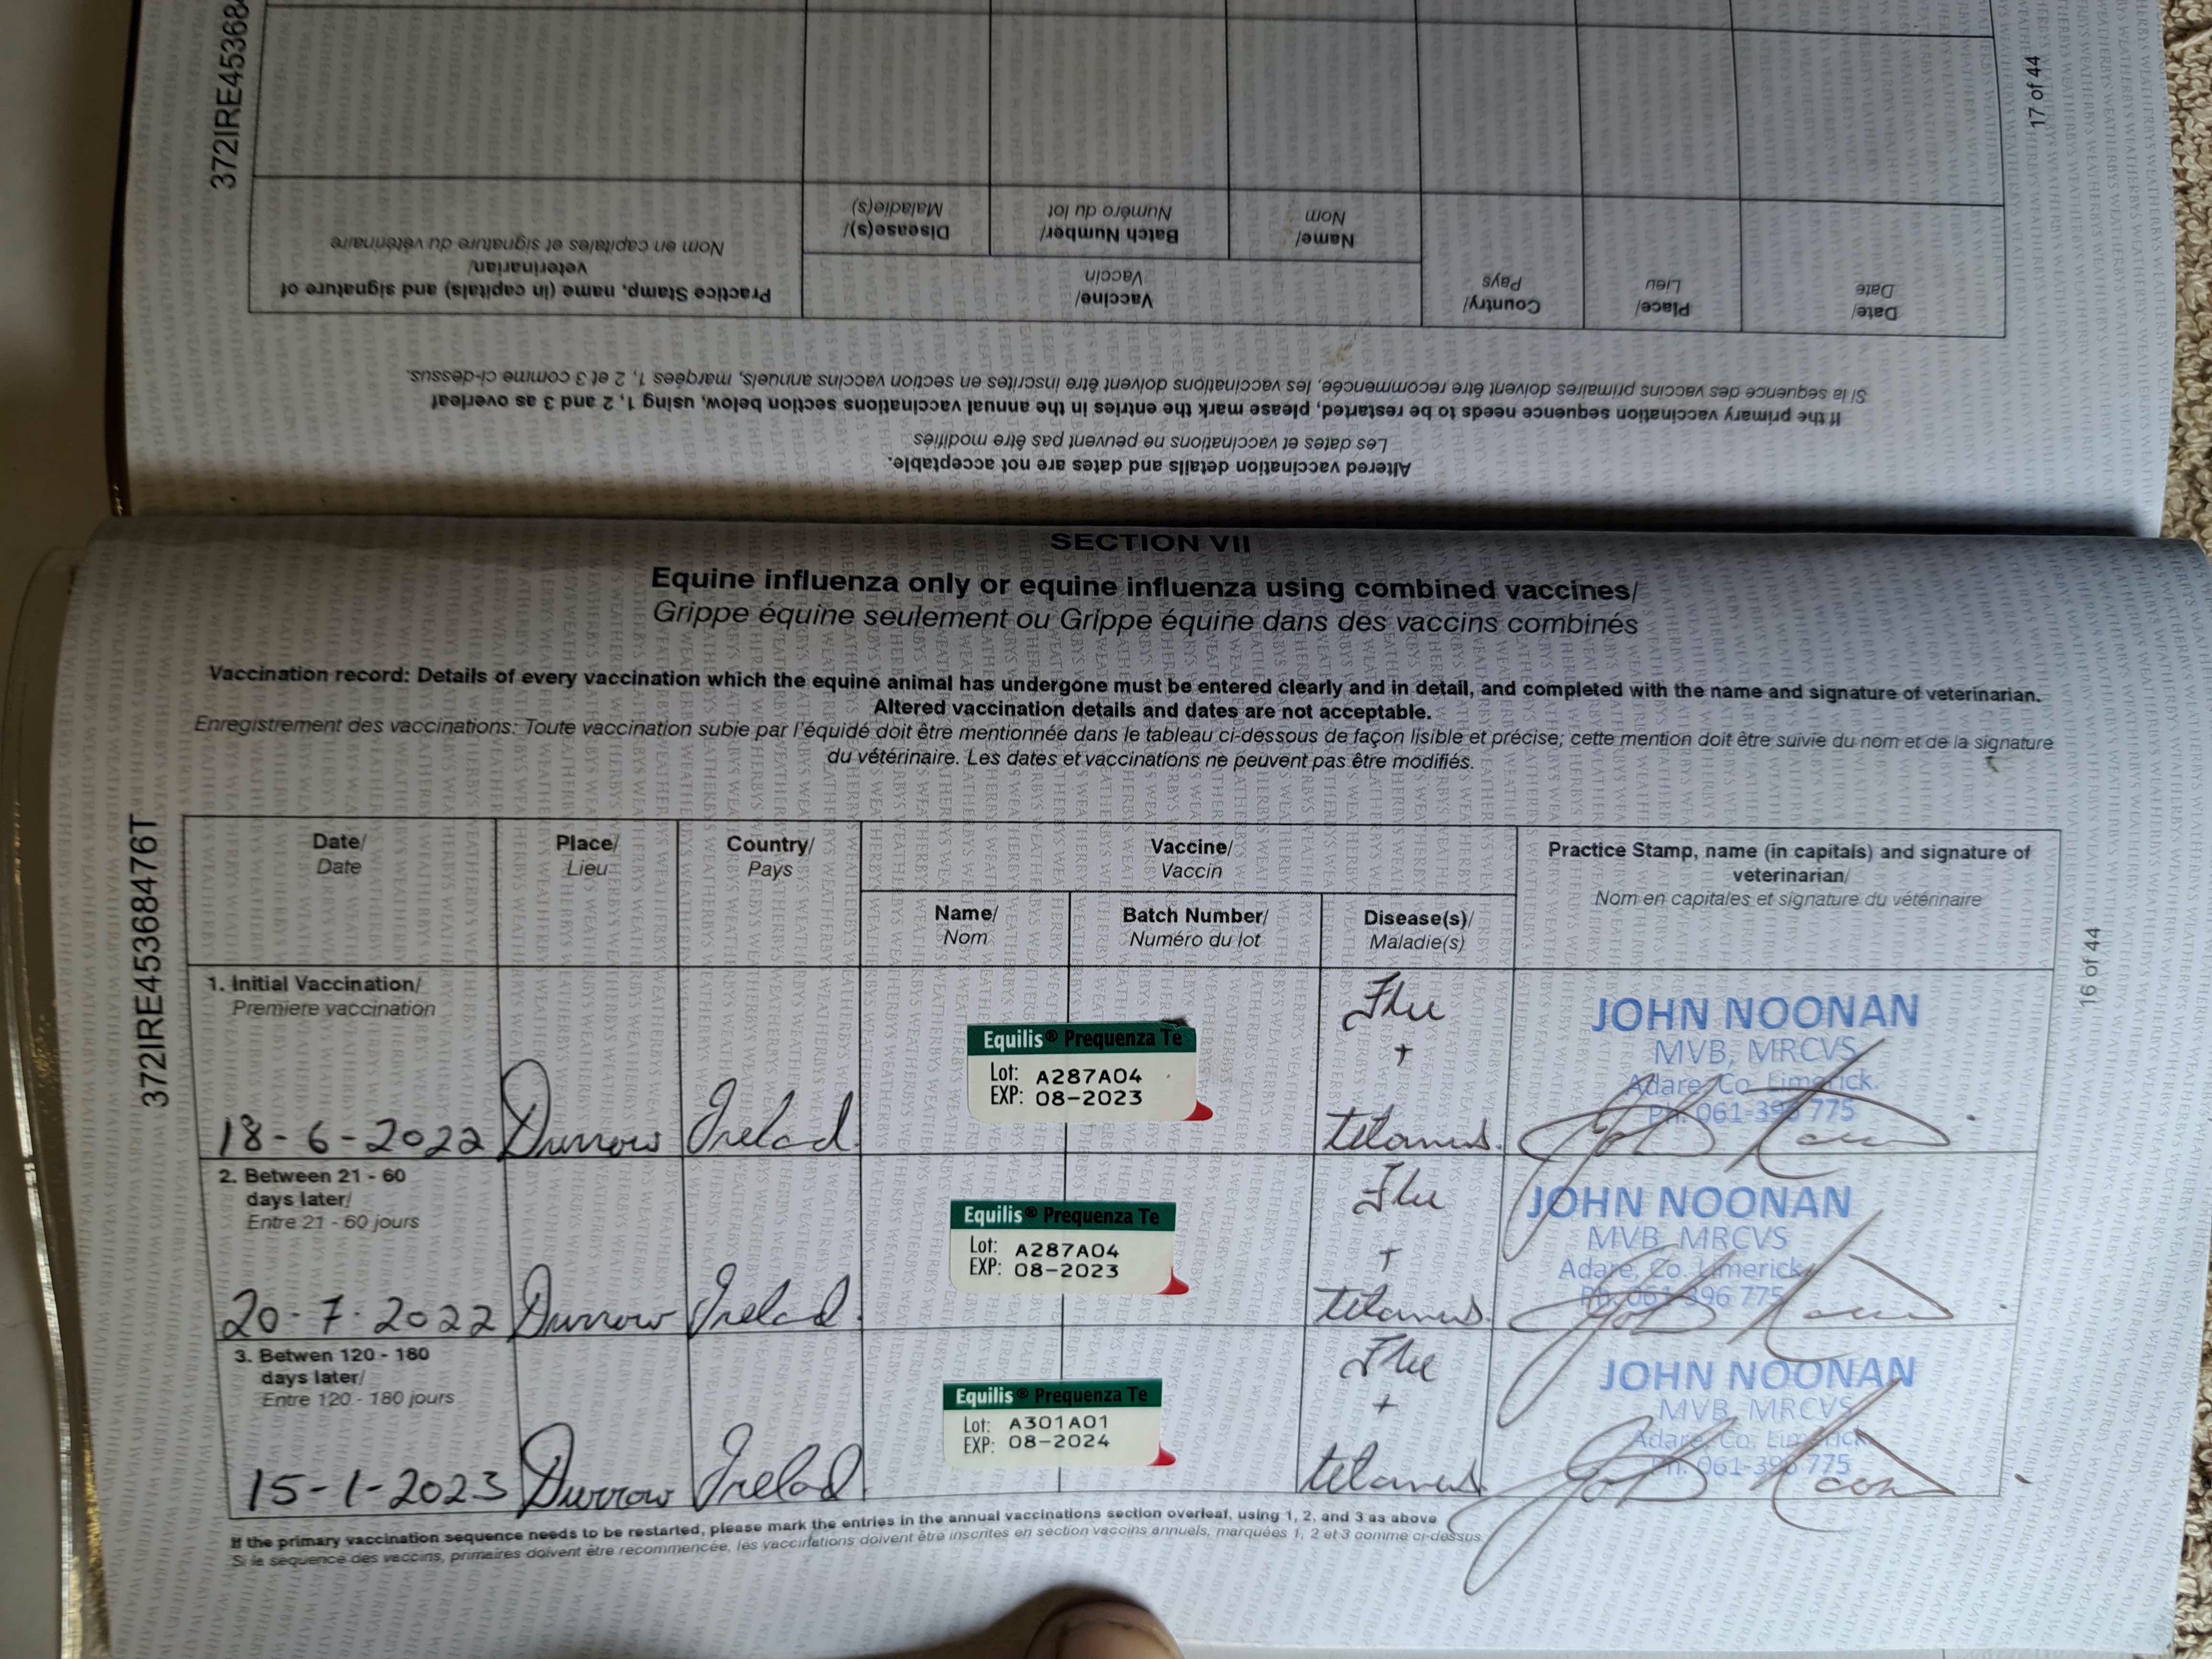 372IRE45368
17 of 44
Altered vaccination details and dates are not acceptable.
Les dates et vaccinations ne peuvent pas être modifiés
If the primary vaccination sequence needs to be restarted, please mark the entries in the annual vaccinations section below, using 1, 2 and 3 as overleaf
Si la séquence des vaccins primaires doivent être recommencée, les vaccinations doivent être inscrites en section vaccins annuels, marqées 1, 2 et 3 comme ci-dessus.
Date/
Date
Place/
Lieu
Country/
Pays
Vaccine/
Vaccin
Name/
Nom
Batch Number/
Numéro du lot
Disease(s)/
Maladie(s)
Practice Stamp, name (in capitals) and signature of
veterinarian/
Nom en capitales et signature du vétérinaire
SECTION VII
Equine influenza only or equine influenza using combined vaccines/
Grippe équine seulement ou Grippe équine dans des vaccins combinés
Vaccination record: Details of every vaccination which the equine animal has undergone must be entered clearly and in detail, and completed with the name and signature of veterinarian.
Altered vaccination details and dates are not acceptable.
Enregistrement des vaccinations: Toute vaccination subie par l'équidé doit être mentionnée dans le tableau ci-dessous de façon lisible et précise; cette mention doit être suivie du nom et de la signature
du vétérinaire. Les dates et vaccinations ne peuvent pas être modifiés.
372IRE45368476T
16 of 44
Date/
Date
Place/
Lieu
Country/
Pays
Vaccine/
Vaccin
Name/
Nom
Batch Number/
Numéro du lot
Disease(s)/
Maladie(s)
Practice Stamp, name (in capitals) and signature of
veterinarian/
Nom en capitales et signature du vétérinaire
1. Initial Vaccination/
Premiere vaccination
18-6-2022 Durrow Ireland
Equilis® Prequenza Te
Lot: A287A04
EXP: 08-2023
Flu
+
tetanus.
JOHN NOONAN
MVB, MRCVS
Adare, Co. Limerick.
Ph. 061-396 775
2. Between 21 - 60
days later/
Entre 21 - 60 jours
20-7-2022 Durrow Ireland
Equilis® Prequenza Te
Lot: A287A04
EXP: 08-2023
Flu
+
tetanus.
JOHN NOONAN
MVB, MRCVS
Adare, Co. Limerick.
Ph. 061-396 775
3. Betwen 120 - 180
days later/
Entre 120 - 180 jours
15-1-2023 Durrow Ireland
Equilis® Prequenza Te
Lot: A301A01
EXP: 08-2024
Flu
+
tetanus
JOHN NOONAN
MVB, MRCVS
Adare, Co. Limerick.
Ph. 061-396 775
If the primary vaccination sequence needs to be restarted, please mark the entries in the annual vaccinations section overleaf, using 1, 2, and 3 as above
Si le séquence des vaccins, primaires doivent être recommencée, les vaccinations doivent être inscrites en section vaccins annuels, marquées 1, 2 et 3 comme ci-dessus.